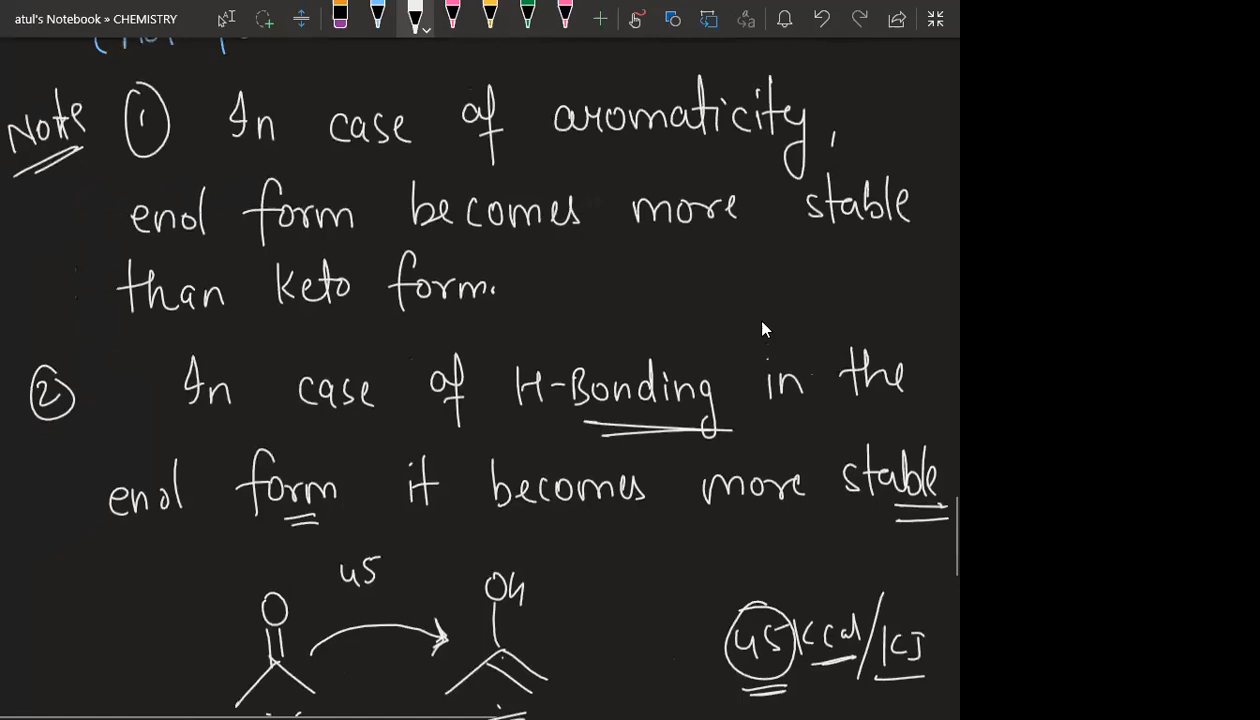 atul's Notebook » CHEMISTRY
Note ① In case of aromaticity,
enol form becomes more stable
than keto form.
② In case of H-Bonding in the
enol form it becomes more stable
45
O
OH
45 Kcal/KJ